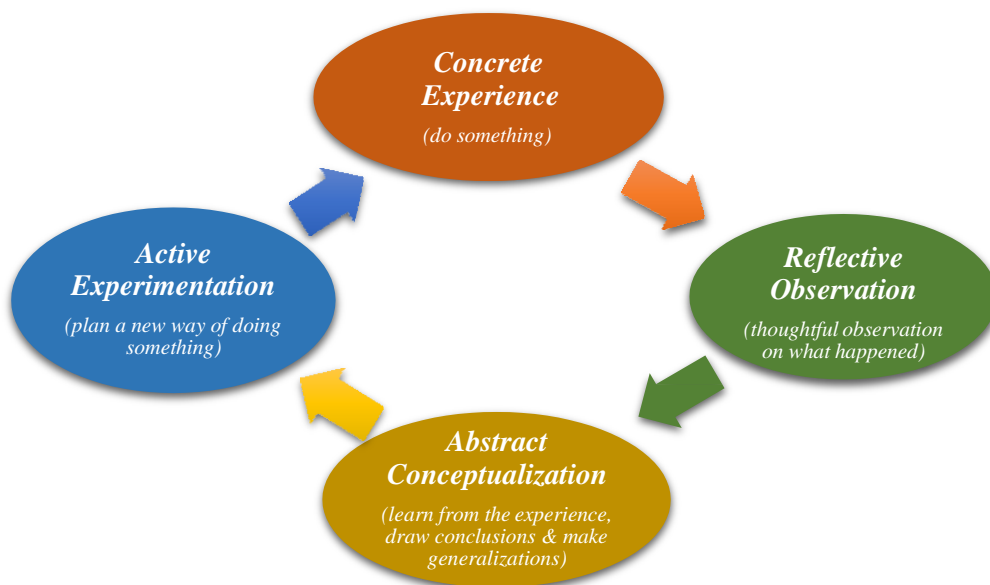 Concrete
Experience
(do something)
Reflective
Observation
(thoughtful observation
on what happened)
Abstract
Conceptualization
(learn from the experience,
draw conclusions & make
generalizations)
Active
Experimentation
(plan a new way of doing
something)